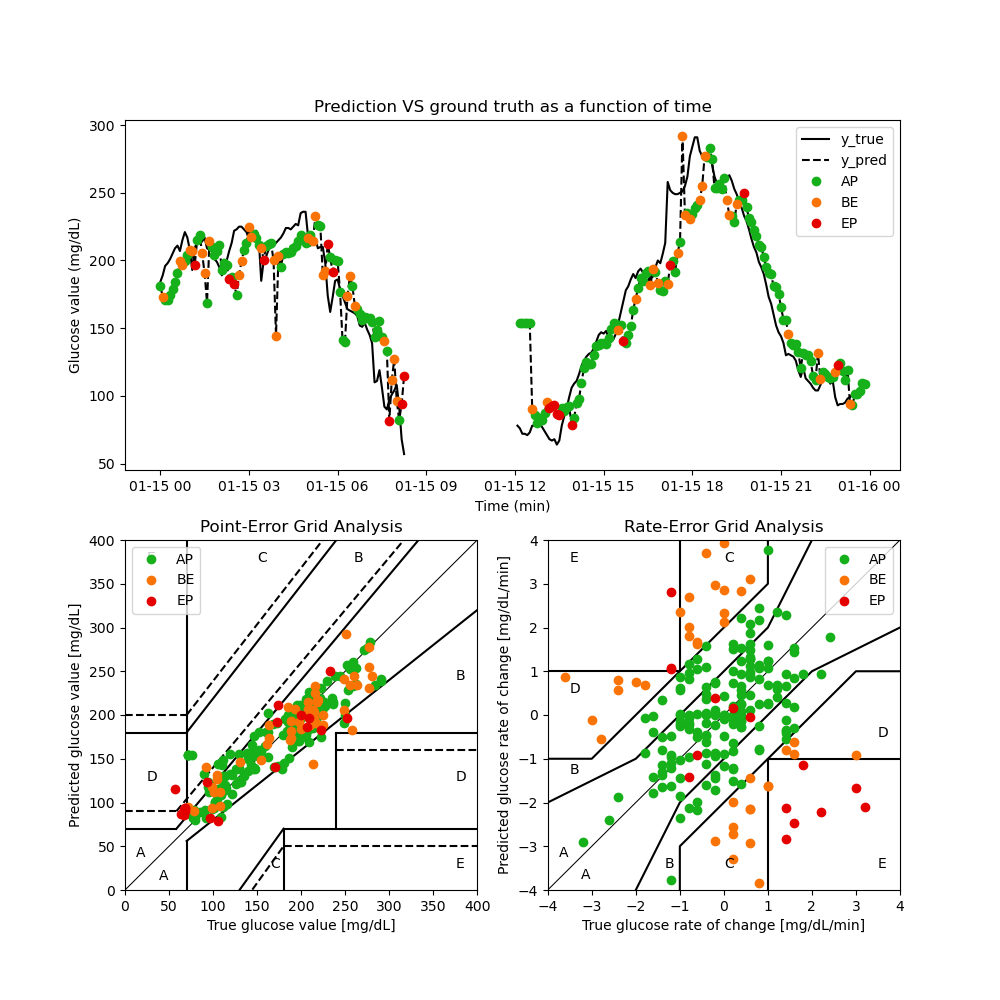 Prediction VS ground truth as a function of time
Glucose value (mg/dL)
300
250
200
150
100
50
y_true
y_pred
AP
BE
EP
01-15 00 01-15 03 01-15 06 01-15 09 01-15 12 01-15 15 01-15 18 01-15 21 01-16 00
Time (min)
Point-Error Grid Analysis
Predicted glucose value [mg/dL]
400
350
300
250
200
150
100
50
0
AP
BE
EP
C B
B
D D
A
A
C
E
0 50 100 150 200 250 300 350 400
True glucose value [mg/dL]
Rate-Error Grid Analysis
Predicted glucose rate of change [mg/dL/min]
4
3
2
1
0
−1
−2
−3
−4
E C
AP
BE
EP
D
D
B
A
A
B C E
−4 −3 −2 −1 0 1 2 3 4
True glucose rate of change [mg/dL/min]